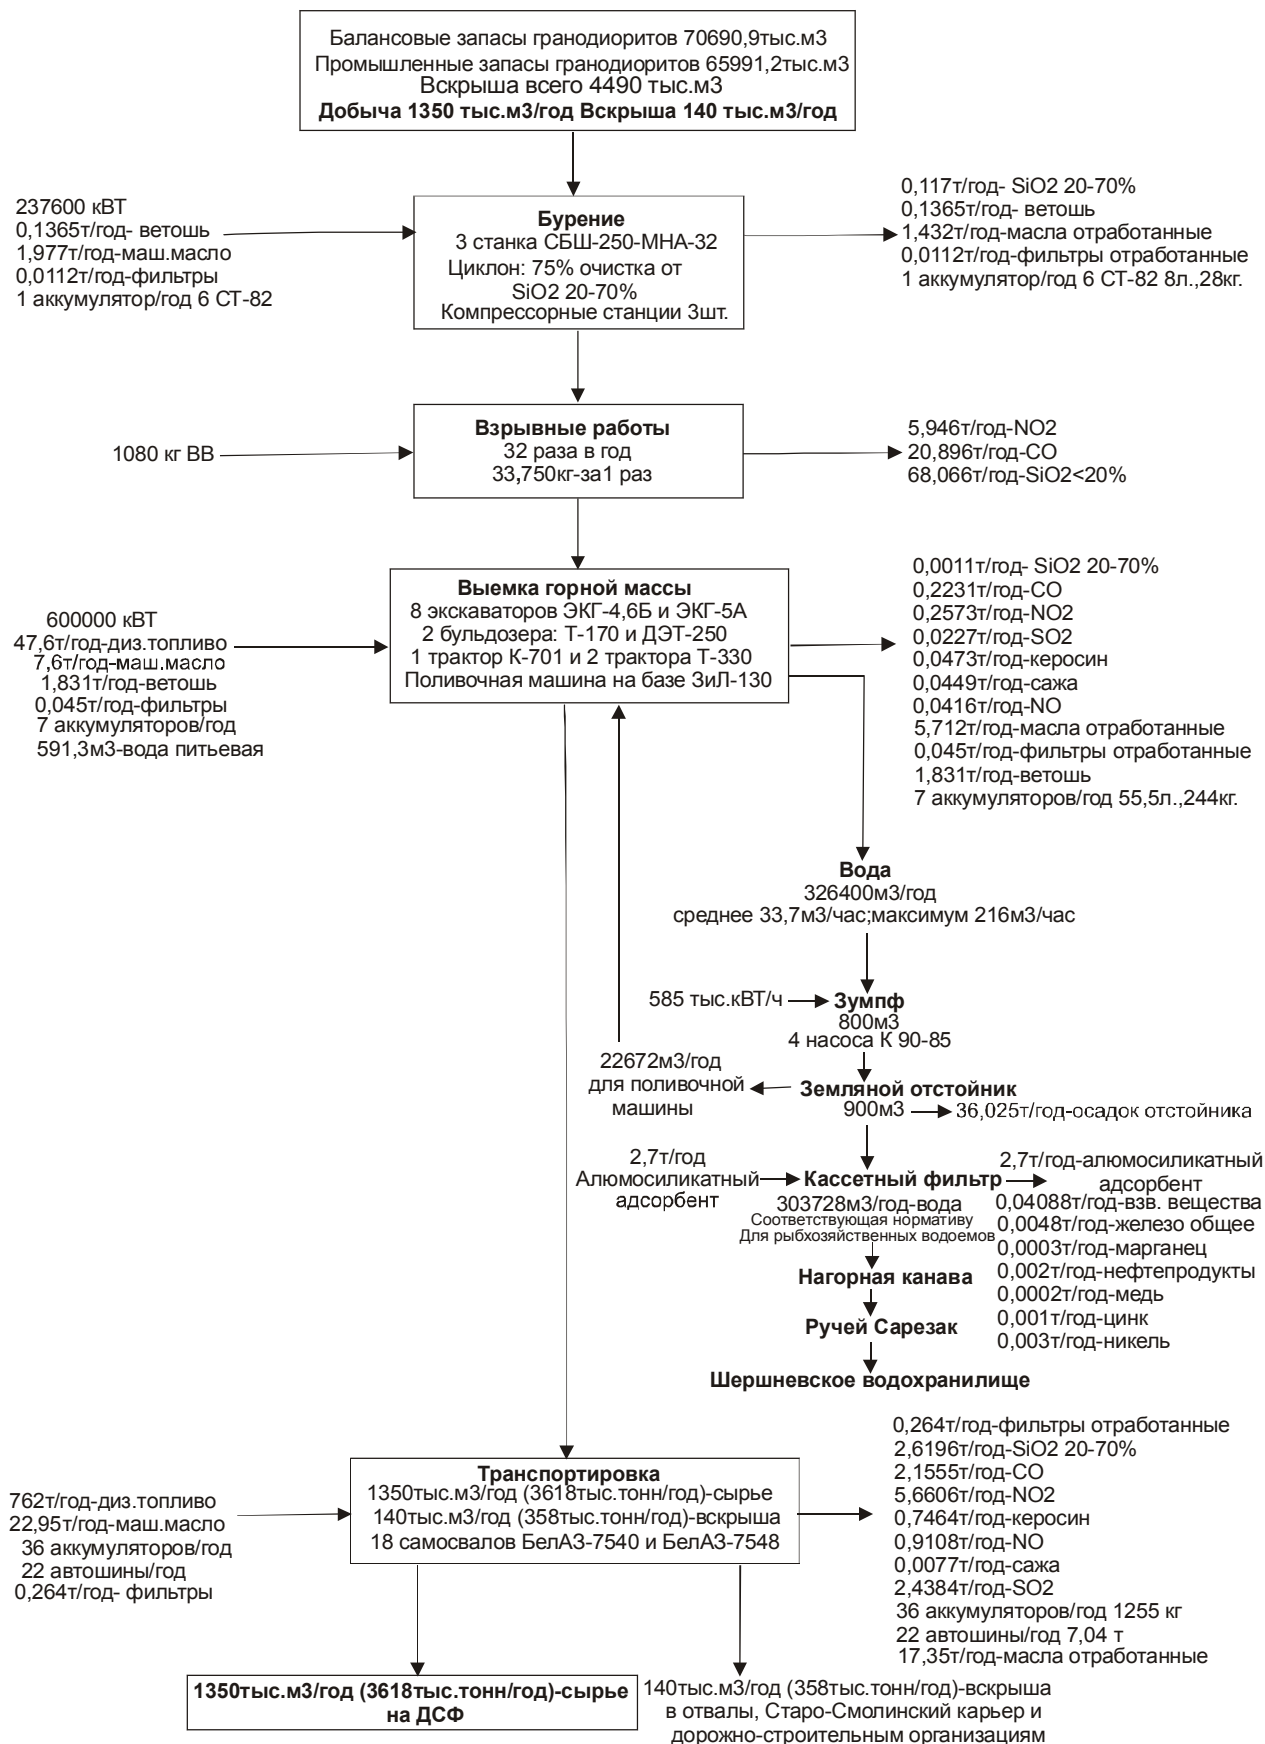 Балансовые запасы гранодиоритов 70690,9тыс.м3
Промышленные запасы гранодиоритов 65991,2тыс.м3
Вскрыша всего 4490 тыс.м3
Добыча 1350 тыс.м3/год Вскрыша 140 тыс.м3/год
237600 кВТ
0,1365т/год- ветошь
1,977т/год-маш.масло
0,0112т/год-фильтры
1 аккумулятор/год 6 СТ-82
Бурение
3 станка СБШ-250-МНА-32
Циклон: 75% очистка от
SiO2 20-70%
Компрессорные станции 3шт.
0,117т/год- SiO2 20-70%
0,1365т/год- ветошь
1,432т/год-масла отработанные
0,0112т/год-фильтры отработанные
1 аккумулятор/год 6 СТ-82 8л.,28кг.
1080 кг ВВ
Взрывные работы
32 раза в год
33,750кг-за1 раз
5,946т/год-NO2
20,896т/год-СО
68,066т/год-SiO2<20%
600000 кВТ
47,6т/год-диз.топливо
7,6т/год-маш.масло
1,831т/год-ветошь
0,045т/год-фильтры
7 аккумуляторов/год
591,3м3-вода питьевая
Выемка горной массы
8 экскаваторов ЭКГ-4,6Б и ЭКГ-5А
2 бульдозера: Т-170 и ДЭТ-250
1 трактор К-701 и 2 трактора Т-330
Поливочная машина на базе ЗиЛ-130
0,0011т/год- SiO2 20-70%
0,2231т/год-СО
0,2573т/год-NO2
0,0227т/год-SO2
0,0473т/год-керосин
0,0449т/год-сажа
0,0416т/год-NO
5,712т/год-масла отработанные
0,045т/год-фильтры отработанные
1,831т/год-ветошь
7 аккумуляторов/год 55,5л.,244кг.
Вода
326400м3/год
среднее 33,7м3/час;максимум 216м3/час
585 тыс.кВТ/ч
Зумпф
800м3
4 насоса К 90-85
22672м3/год
для поливочной
машины
Земляной отстойник
900м3
36,025т/год-осадок отстойника
2,7т/год
Алюмосиликатный
адсорбент
Кассетный фильтр
303728м3/год-вода
Соответствующая нормативу
Для рыбхозяйственных водоемов
2,7т/год-алюмосиликатный
адсорбент
0,04088т/год-взв. вещества
0,0048т/год-железо общее
0,0003т/год-марганец
0,002т/год-нефтепродукты
0,0002т/год-медь
0,001т/год-цинк
0,003т/год-никель
Нагорная канава
Ручей Сарезак
Шершневское водохранилище
762т/год-диз.топливо
22,95т/год-маш.масло
36 аккумуляторов/год
22 автошины/год
0,264т/год- фильтры
Транспортировка
1350тыс.м3/год (3618тыс.тонн/год)-сырье
140тыс.м3/год (358тыс.тонн/год)-вскрыша
18 самосвалов БелАЗ-7540 и БелАЗ-7548
0,264т/год-фильтры отработанные
2,6196т/год-SiO2 20-70%
2,1555т/год-СО
5,6606т/год-NO2
0,7464т/год-керосин
0,9108т/год-NO
0,0077т/год-сажа
2,4384т/год-SO2
36 аккумуляторов/год 1255 кг
22 автошины/год 7,04 т
17,35т/год-масла отработанные
1350тыс.м3/год (3618тыс.тонн/год)-сырье
на ДСФ
140тыс.м3/год (358тыс.тонн/год)-вскрыша
в отвалы, Старо-Смолинский карьер и
дорожно-строительным организациям